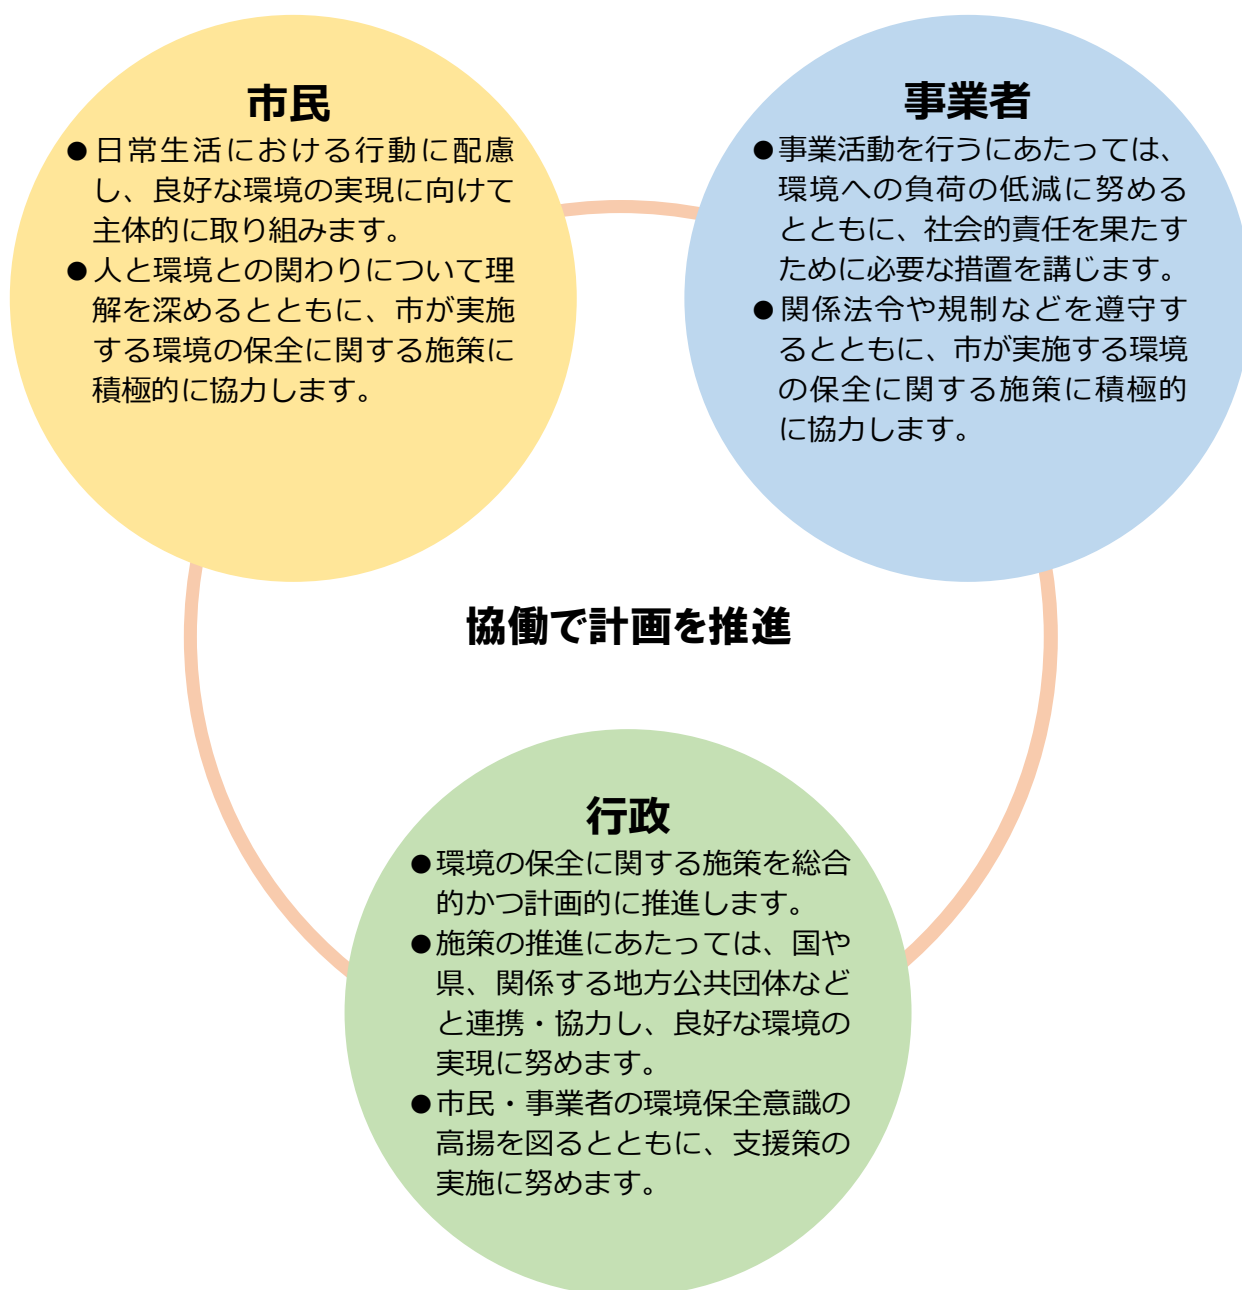 市民
●日常生活における行動に配慮
し、良好な環境の実現に向けて
主体的に取り組みます。
●人と環境との関わりについて理
解を深めるとともに、市が実施
する環境の保全に関する施策に
積極的に協力します。
事業者
●事業活動を行うにあたっては、
環境への負荷の低減に努める
とともに、社会的責任を果たす
ために必要な措置を講じます。
●関係法令や規制などを遵守す
るとともに、市が実施する環境
の保全に関する施策に積極的
に協力します。
協働で計画を推進
行政
●環境の保全に関する施策を総合
的かつ計画的に推進します。
●施策の推進にあたっては、国や
県、関係する地方公共団体など
と連携・協力し、良好な環境の
実現に努めます。
●市民・事業者の環境保全意識の
高揚を図るとともに、支援策の
実施に努めます。